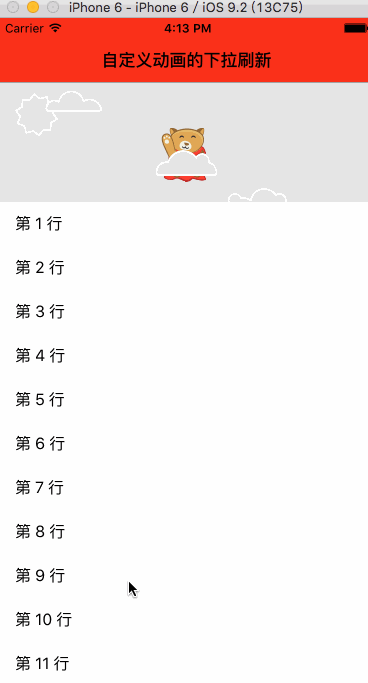 iPhone 6 - iPhone 6 / iOS 9.2 (13C75)
Carrier 4:13 PM
自定义动画的下拉刷新
第 1 行
第 2 行
第 3 行
第 4 行
第 5 行
第 6 行
第 7 行
第 8 行
第 9 行
第 10 行
第 11 行